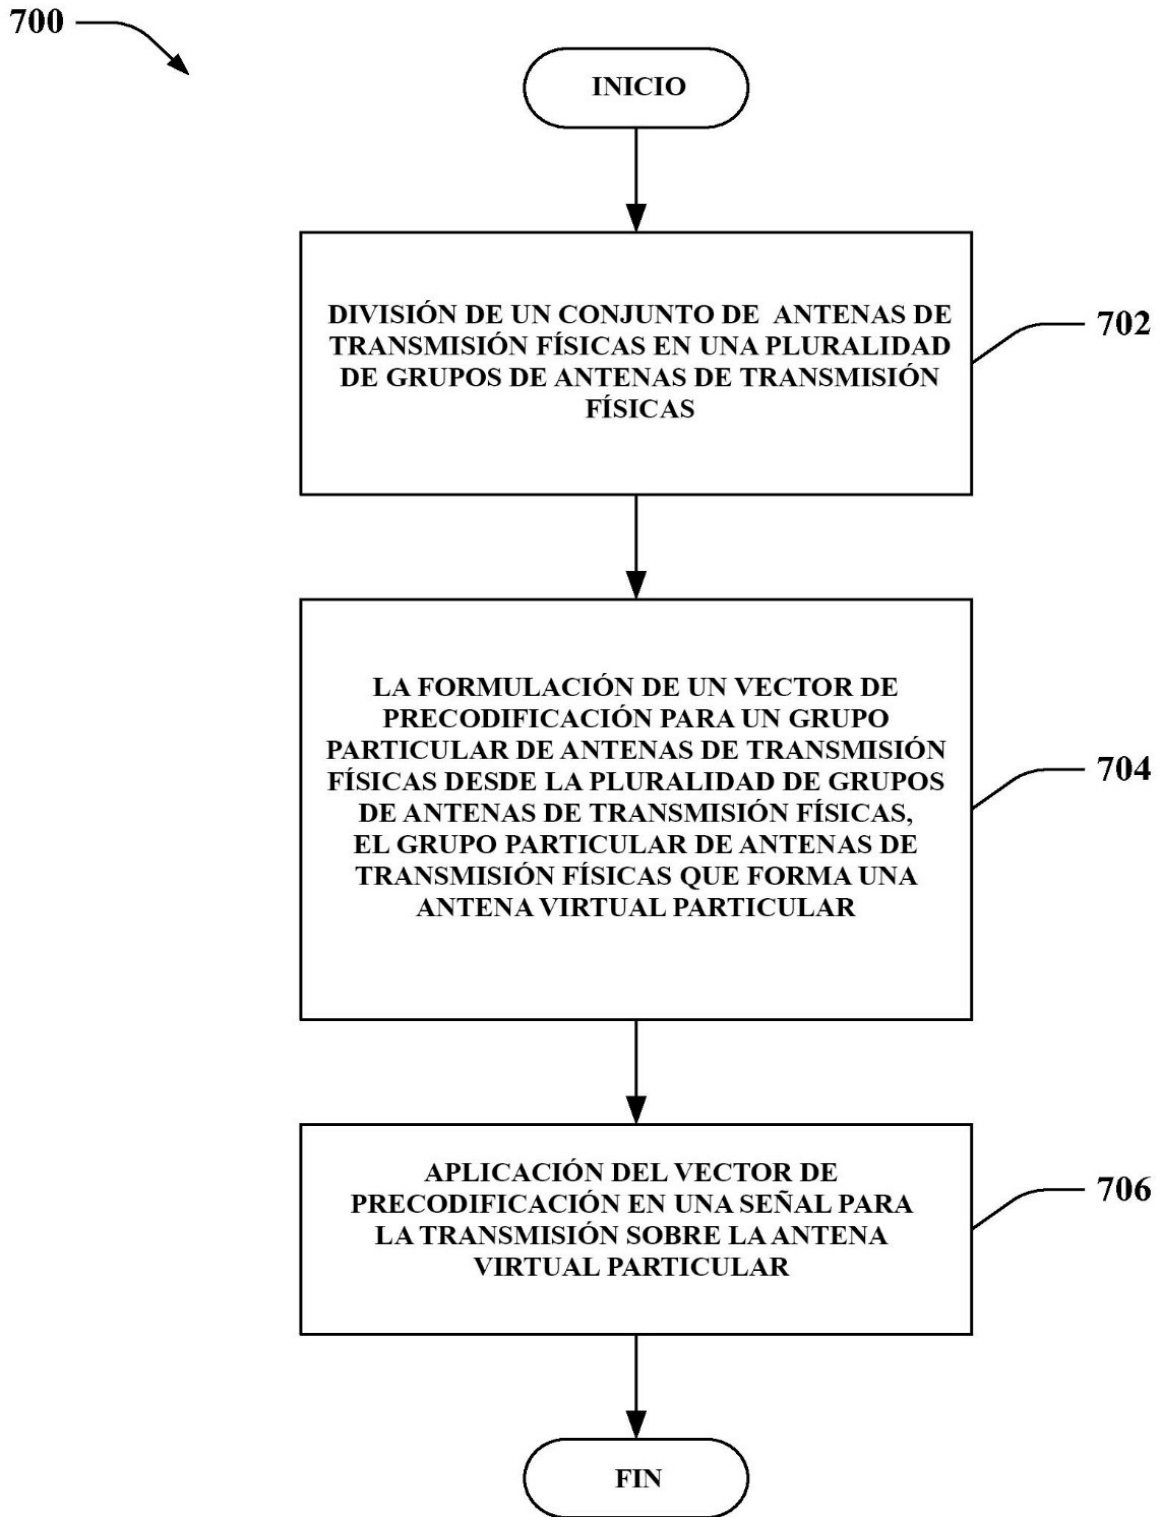 700
INICIO
DIVISIÓN DE UN CONJUNTO DE ANTENAS DE
TRANSMISIÓN FÍSICAS EN UNA PLURALIDAD
DE GRUPOS DE ANTENAS DE TRANSMISIÓN
FÍSICAS
702
LA FORMULACIÓN DE UN VECTOR DE
PRECODIFICACIÓN PARA UN GRUPO
PARTICULAR DE ANTENAS DE TRANSMISIÓN
FÍSICAS DESDE LA PLURALIDAD DE GRUPOS
DE ANTENAS DE TRANSMISIÓN FÍSICAS,
EL GRUPO PARTICULAR DE ANTENAS DE
TRANSMISIÓN FÍSICAS QUE FORMA UNA
ANTENA VIRTUAL PARTICULAR
704
APLICACIÓN DEL VECTOR DE
PRECODIFICACIÓN EN UNA SEÑAL PARA
LA TRANSMISIÓN SOBRE LA ANTENA
VIRTUAL PARTICULAR
706
FIN